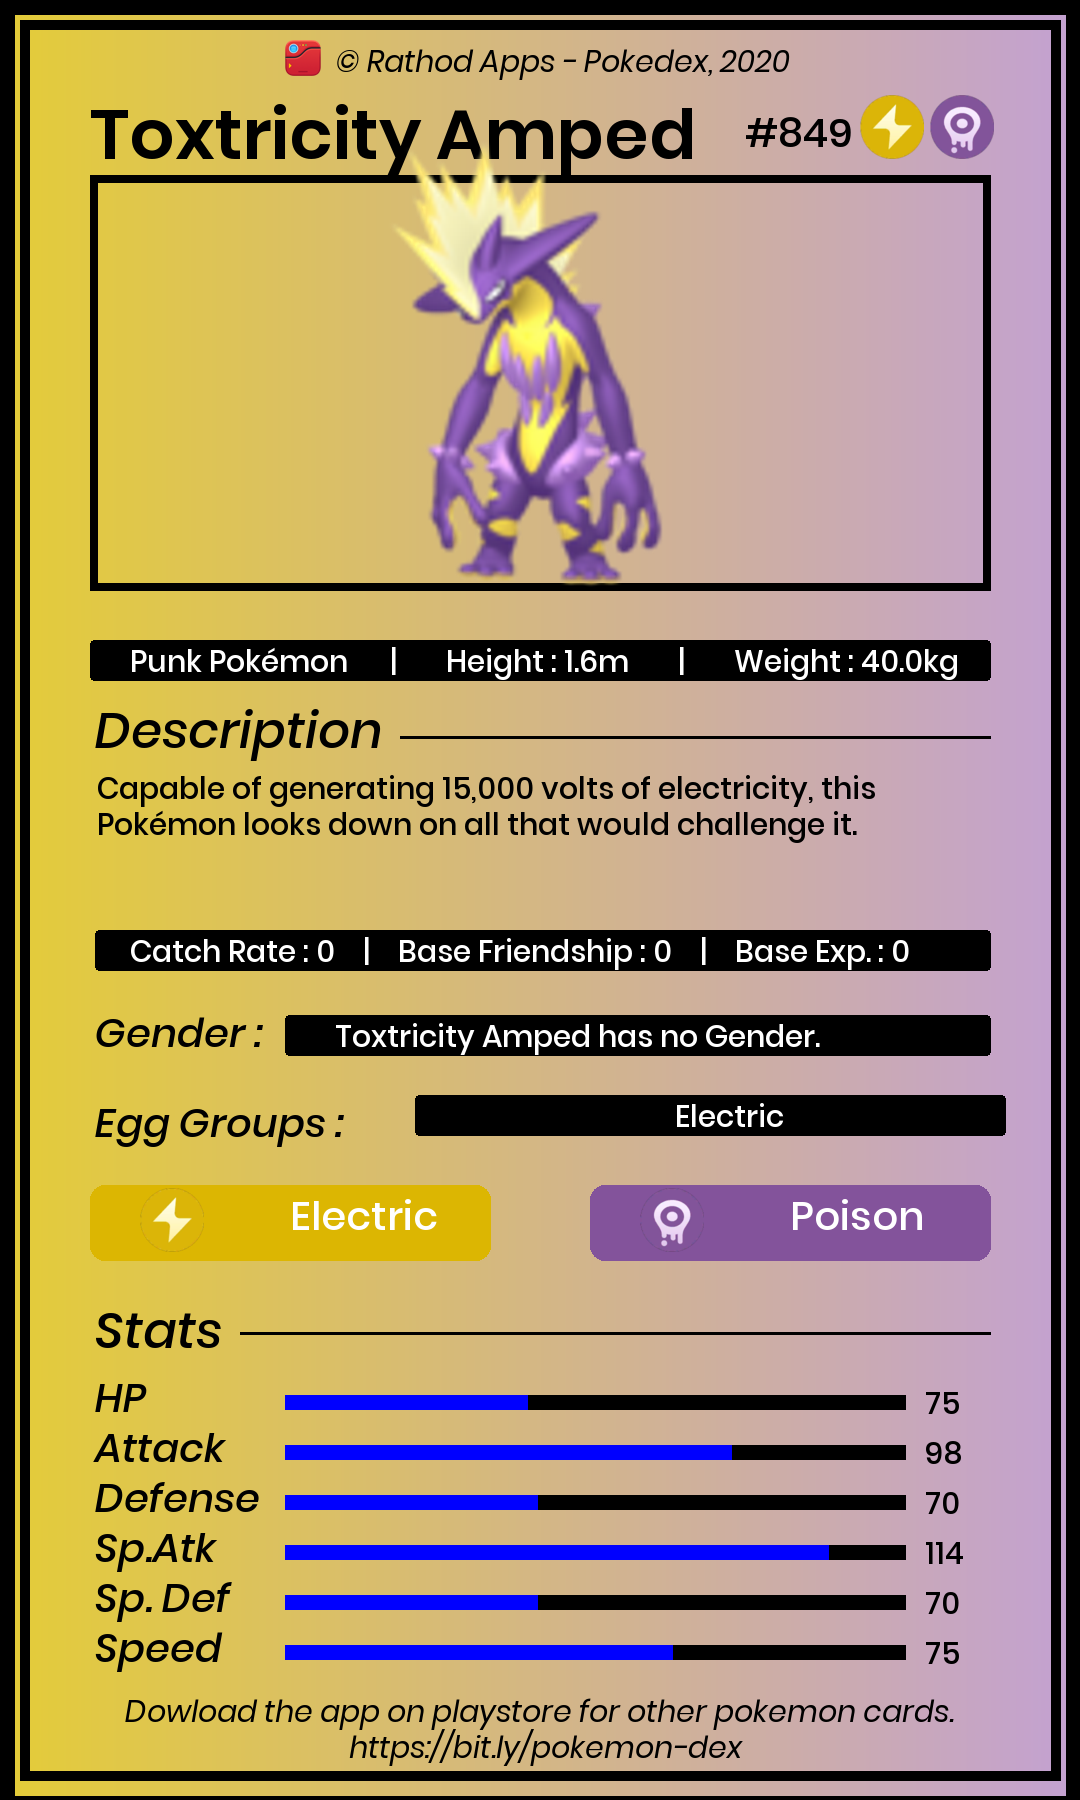 © Rathod Apps - Pokedex, 2020
Toxtricity Amped #849
Punk Pokémon | Height : 1.6m | Weight : 40.0kg
Description
Capable of generating 15,000 volts of electricity, this
Pokémon looks down on all that would challenge it.
Catch Rate : 0 | Base Friendship : 0 | Base Exp. : 0
Gender : Toxtricity Amped has no Gender.
Egg Groups : Electric
Electric Poison
Stats
HP 75
Attack 98
Defense 70
Sp.Atk 114
Sp. Def 70
Speed 75
Dowload the app on playstore for other pokemon cards.
https://bit.ly/pokemon-dex